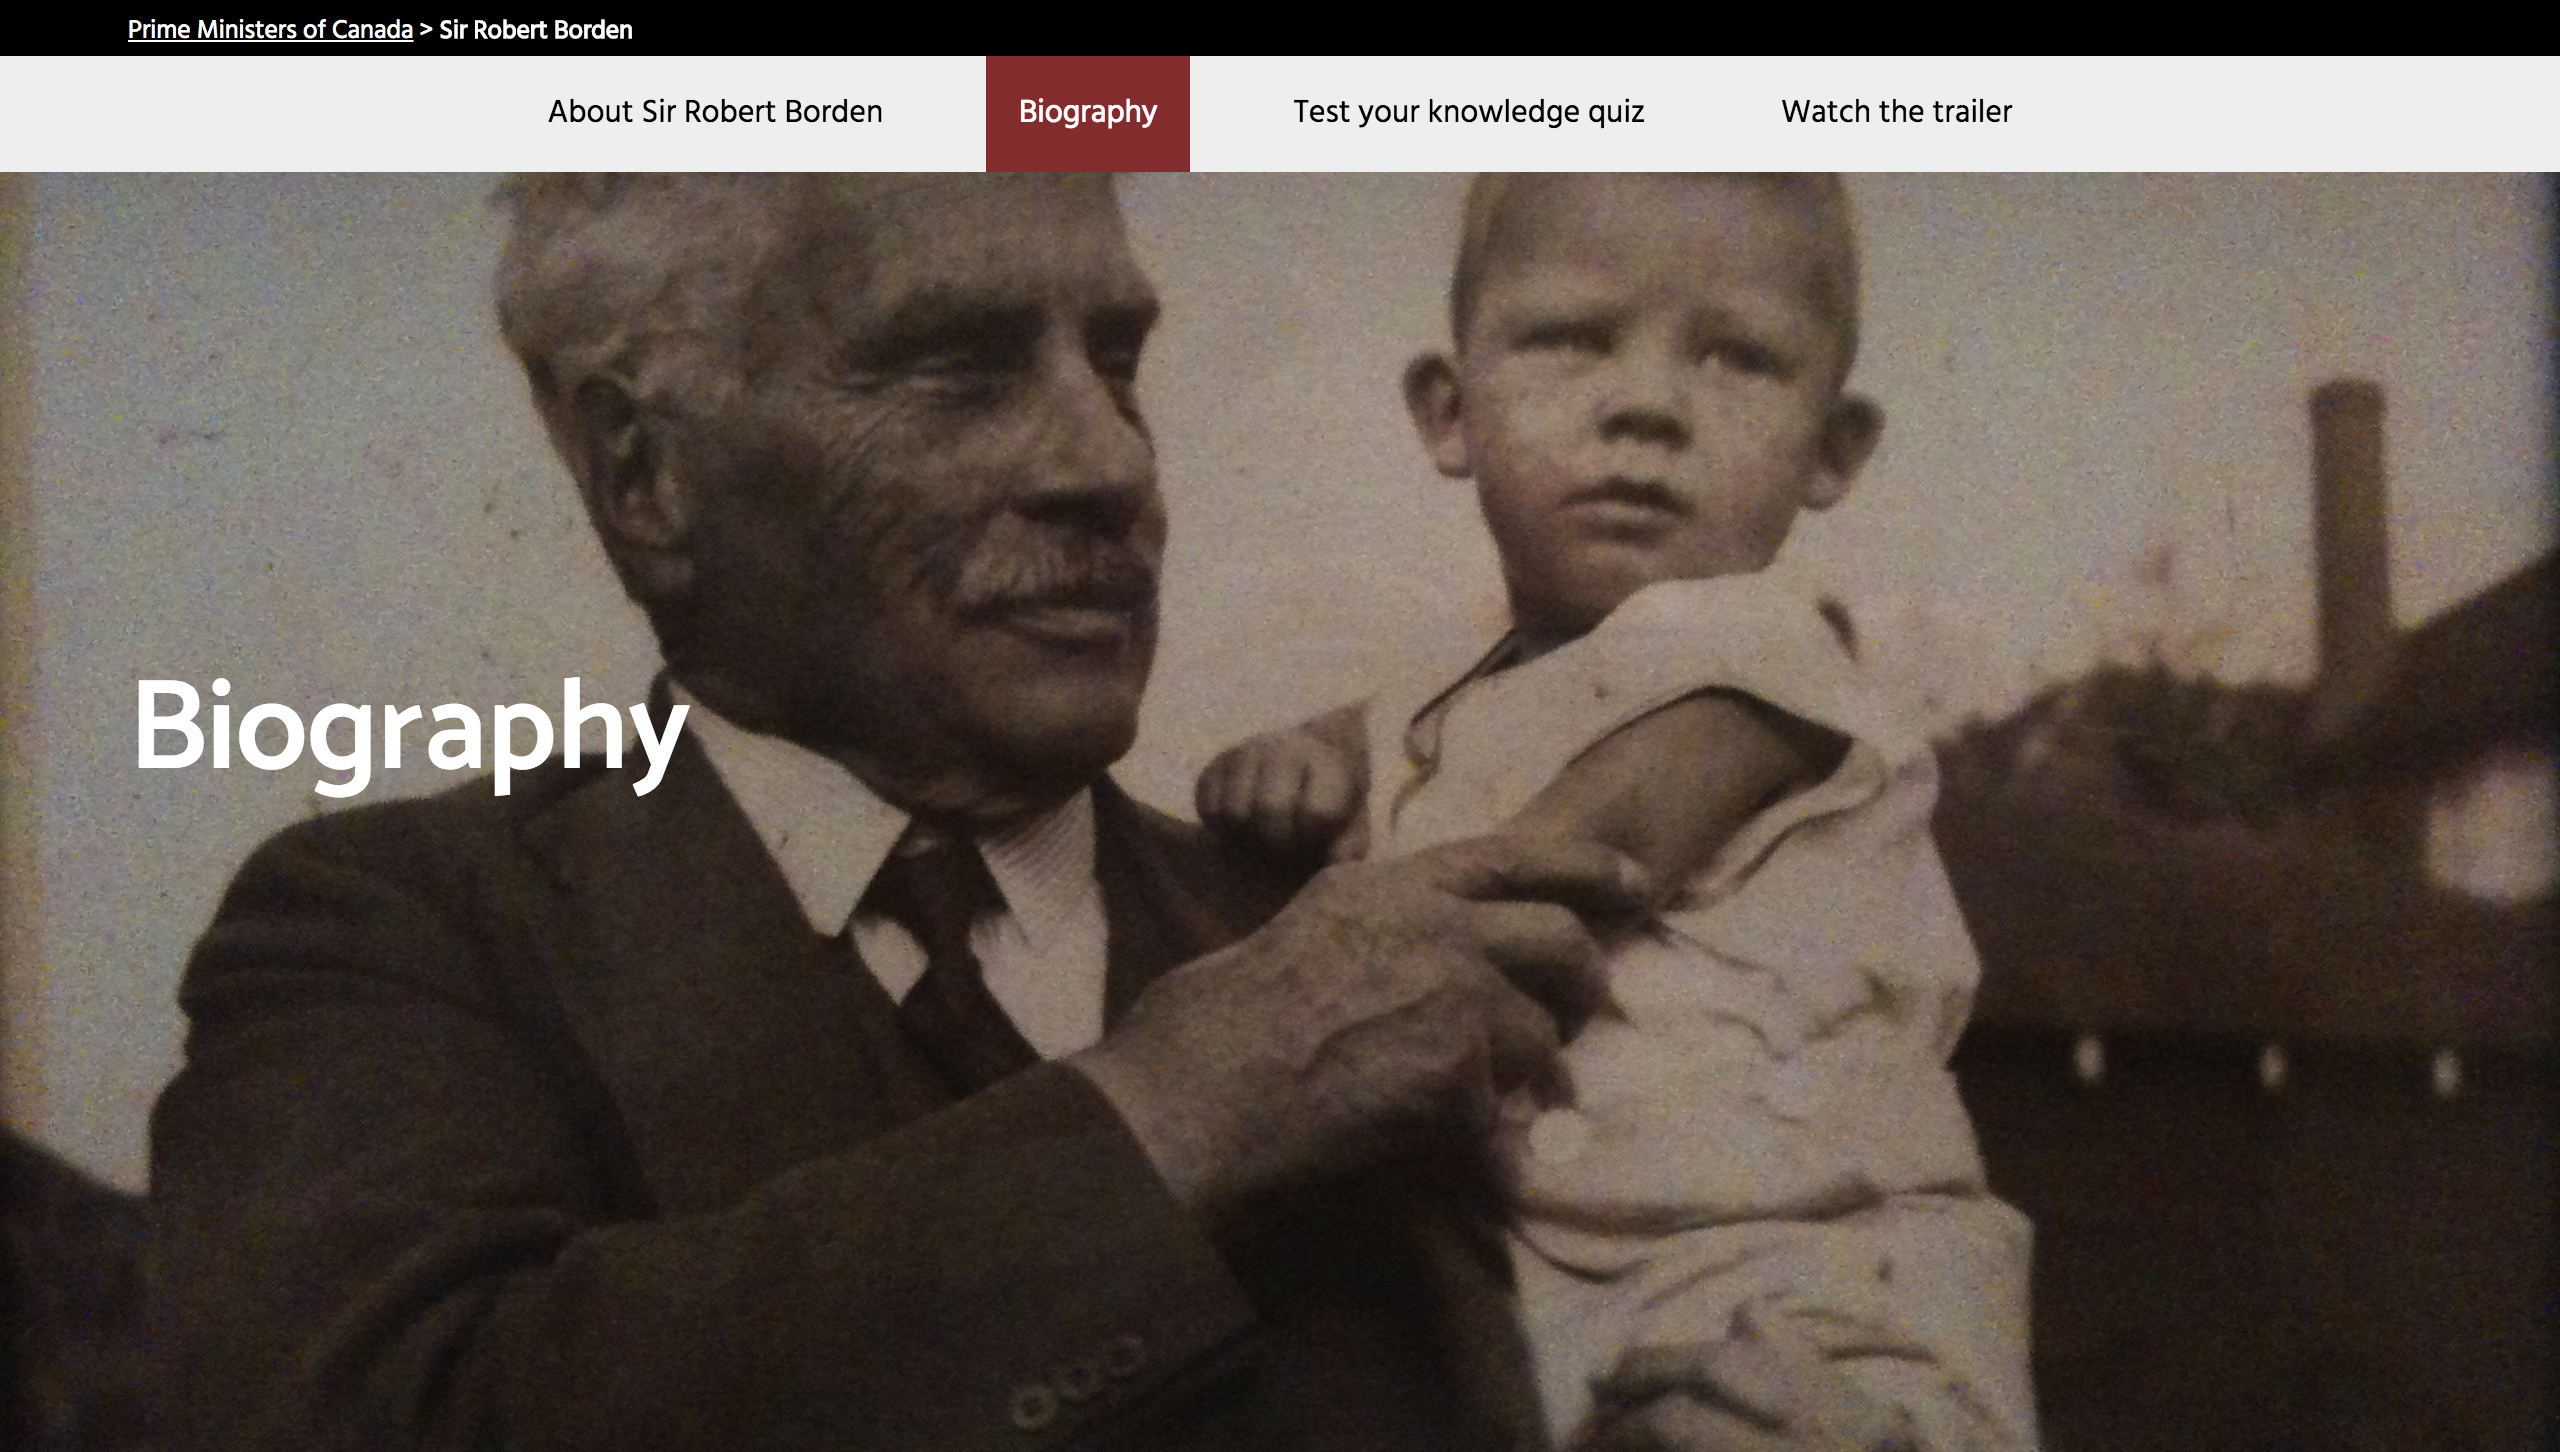 Prime Ministers of Canada > Sir Robert Borden
About Sir Robert Borden Biography Test your knowledge quiz Watch the trailer
Biography